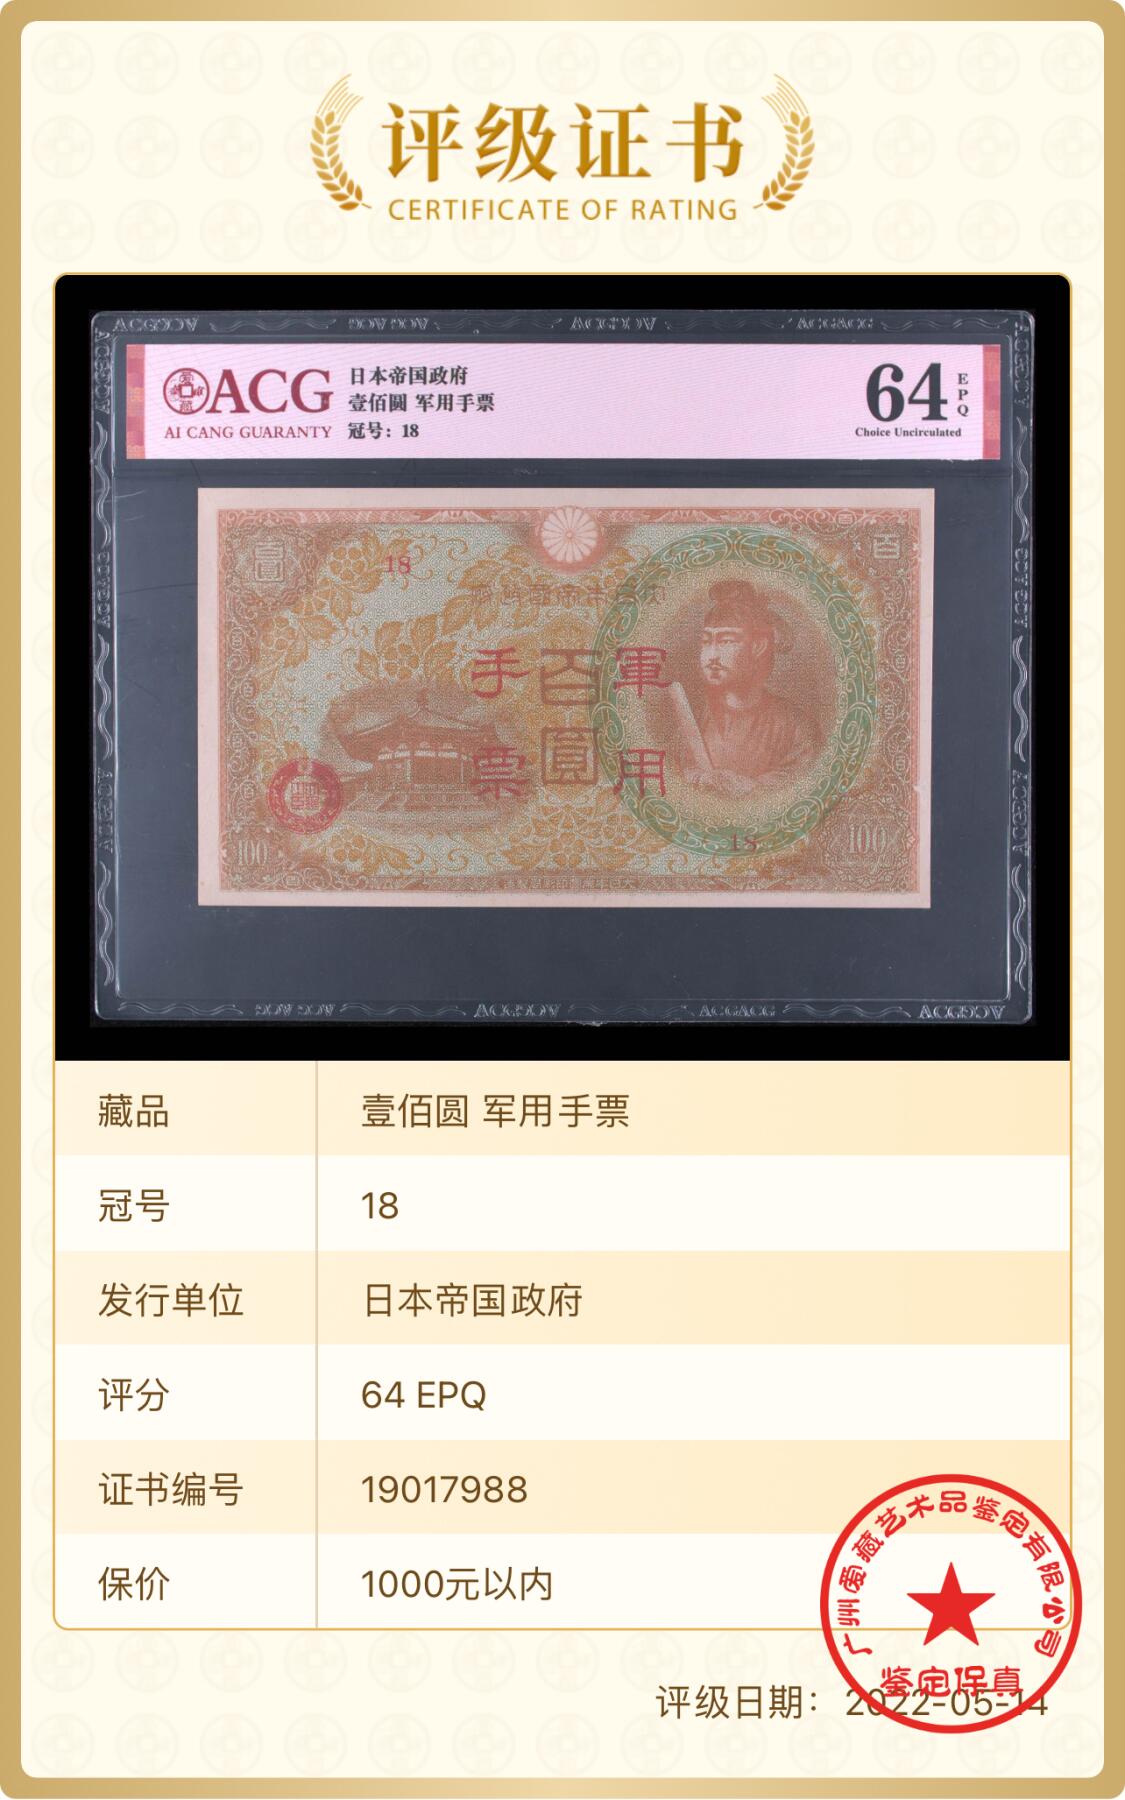 评级证书
CERTIFICATE OF RATING
ACG
AI CANG GUARANTY
日本帝国政府
壹佰圆 军用手票
冠号：18
64
EPQ
Choice Uncirculated
18
軍用手票
百圓
18
100
100
藏品 壹佰圆 军用手票
冠号 18
发行单位 日本帝国政府
评分 64 EPQ
证书编号 19017988
保价 1000元以内
广州爱藏艺术品鉴定有限公司
鉴定保真
评级日期：2022-05-14